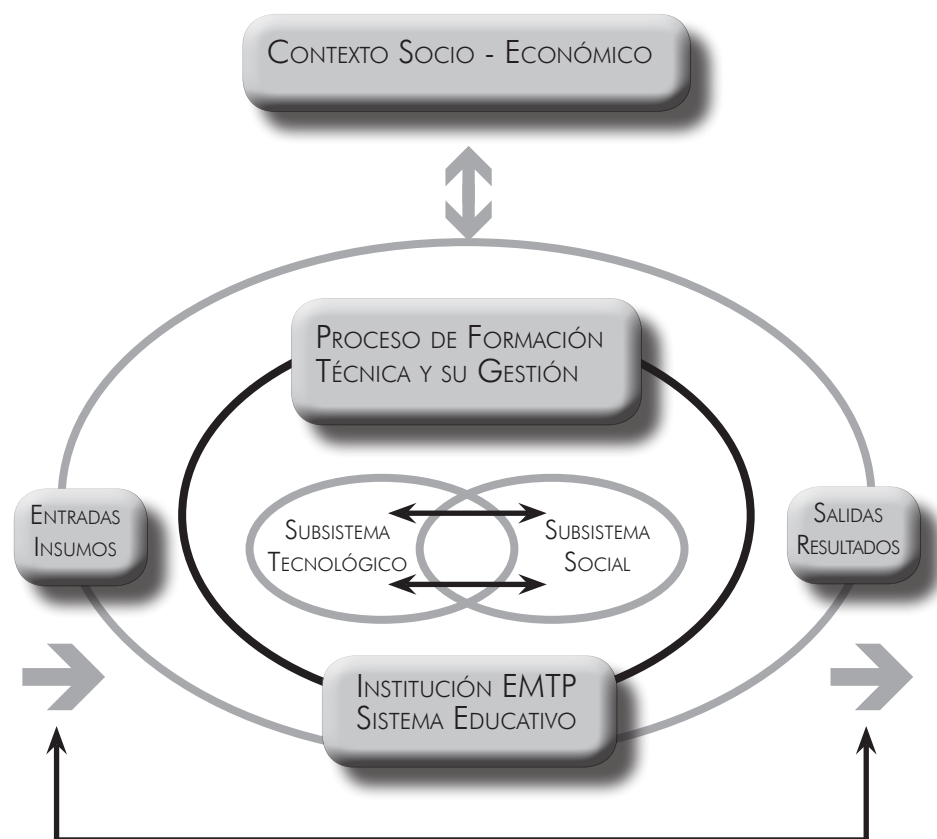 Contexto Socio - Económico
Proceso de Formación
Técnica y su Gestión
Entradas
Insumos
Subsistema
Tecnológico
Subsistema
Social
Salidas
Resultados
Institución EMTP
Sistema Educativo